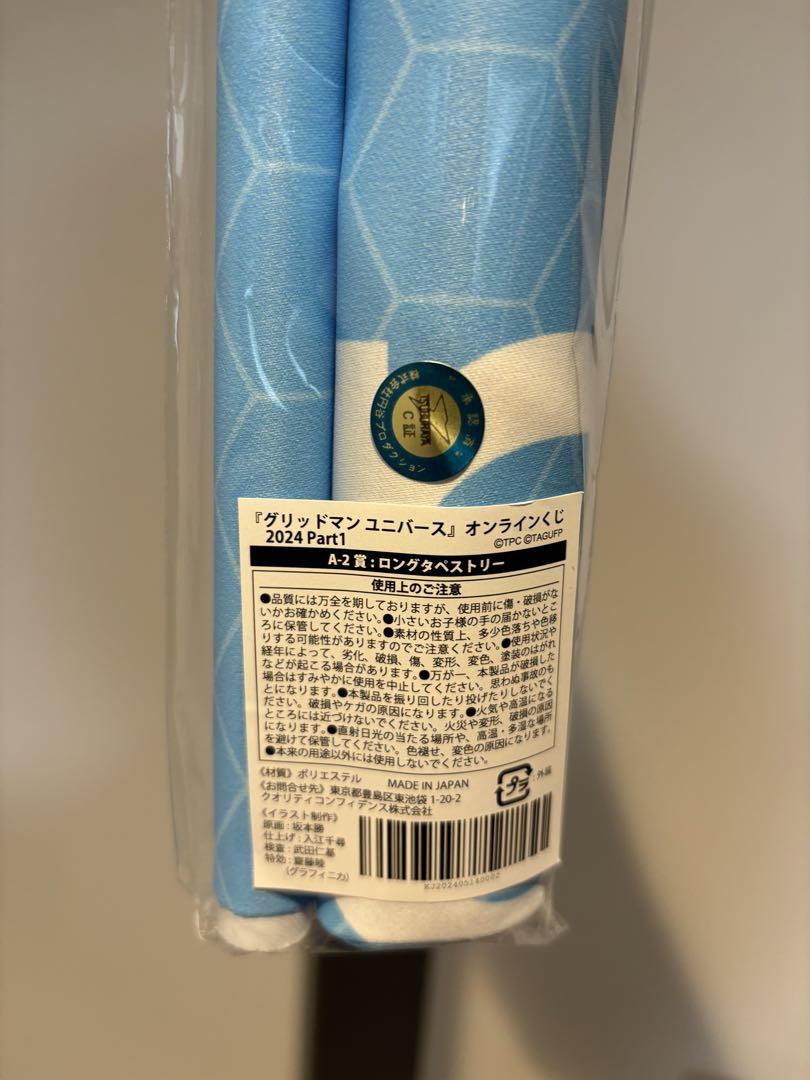 承認済
株式会社円谷プロダクション
TSUBURAYA
C証
『グリッドマン ユニバース』オンラインくじ
2024 Part1
©TPC ©TAGUFP
A-2賞:ロングタペストリー
使用上のご注意
●品質には万全を期しておりますが、使用前に傷・破損がな
いかお確かめください。●小さいお子様の手の届かないとこ
ろに保管してください。●素材の性質上、多少色落ちや色移
りする可能性がありますのでご注意ください。●使用状況や
経年によって、劣化、破損、傷、変形、変色、塗装のはがれ
などが起こる場合があります。●万が一、本製品が破損した
場合はすみやかに使用を中止してください。思わぬ事故のも
とになります。●本製品を振り回したり投げたりしないでく
ださい。破損やケガの原因になります。●火気や高温になる
ところには近づけないでください。火災や変形、破損の原因
になります。●直射日光の当たる場所や、高温・多湿な場所
を避けて保管してください。色褪せ、変色の原因になります。
●本来の用途以外には使用しないでください。
《材質》ポリエステル
MADE IN JAPAN
プラ
:外品
《お問合せ先》東京都豊島区東池袋1-20-2
クオリティコンフィデンス株式会社
《イラスト制作》
原画:坂本勝
仕上げ:入江千尋
検査:武田仁基
特効:齋藤睦
(グラフィニカ)
KJ202405140002